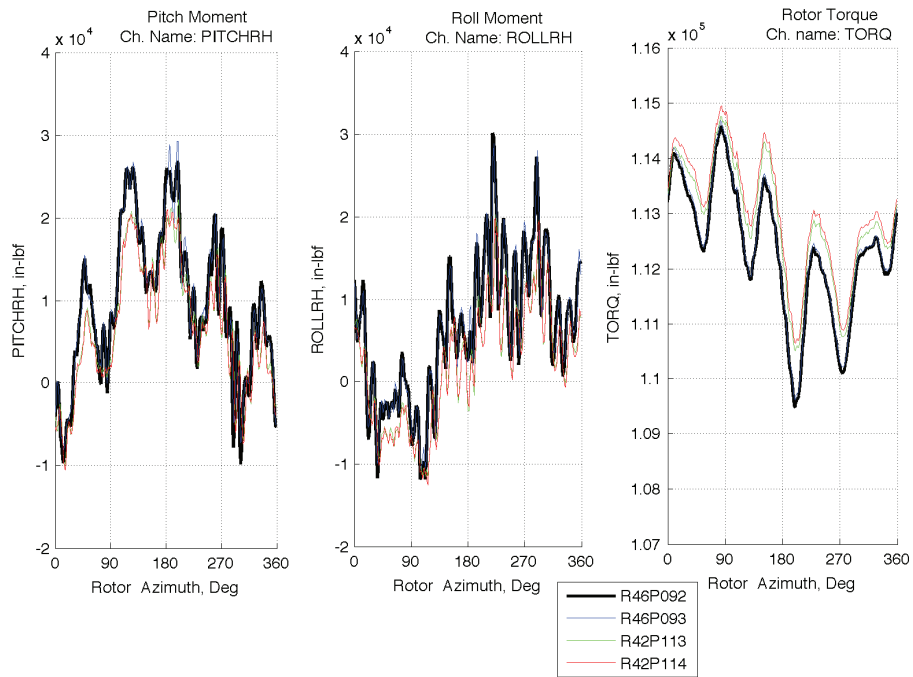 Pitch Moment
Ch. Name: PITCHRH
x 10^4
4
3
2
1
0
-1
-2
PITCHRH, in-lbf
0
90
180
270
360
Rotor Azimuth, Deg
Roll Moment
Ch. Name: ROLLRH
x 10^4
4
3
2
1
0
-1
-2
ROLLRH, in-lbf
0
90
180
270
360
Rotor Azimuth, Deg
Rotor Torque
Ch. name: TORQ
x 10^5
1.16
1.15
1.14
1.13
1.12
1.11
1.1
1.09
1.08
1.07
TORQ, in-lbf
0
90
180
270
360
Rotor Azimuth, Deg
R46P092
R46P093
R42P113
R42P114